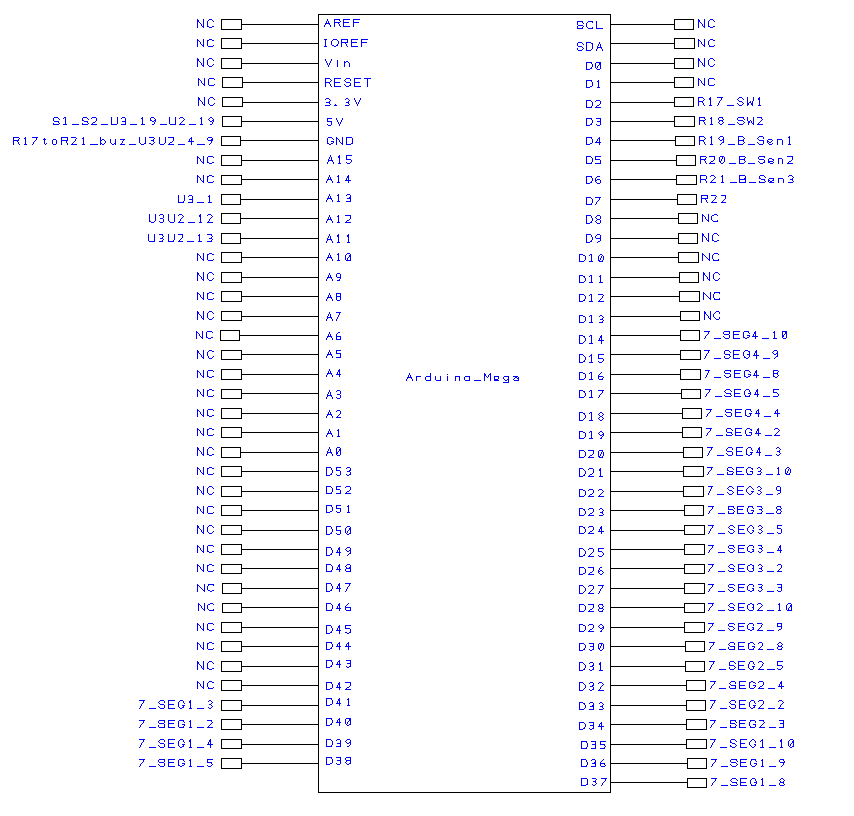 NC AREF SCL NC
NC IOREF SDA NC
NC Vin D0 NC
NC RESET D1 NC
NC 3.3V D2 R17_SW1
S1_S2_U3_19_U2_19 5V D3 R18_SW2
R17toR21_buz_U3U2_4_9 GND D4 R19_B_Sen1
NC A15 D5 R20_B_Sen2
NC A14 D6 R21_B_Sen3
U3_1 A13 D7 R22
U3U2_12 A12 D8 NC
U3U2_13 A11 D9 NC
NC A10 D10 NC
NC A9 D11 NC
NC A8 D12 NC
NC A7 D13 NC
NC A6 D14 7_SEG4_10
NC A5 D15 7_SEG4_9
NC A4 D16 7_SEG4_8
Arduino_Mega
NC A3 D17 7_SEG4_5
NC A2 D18 7_SEG4_4
NC A1 D19 7_SEG4_2
NC A0 D20 7_SEG4_3
NC D53 D21 7_SEG3_10
NC D52 D22 7_SEG3_9
NC D51 D23 7_SEG3_8
NC D50 D24 7_SEG3_5
NC D49 D25 7_SEG3_4
NC D48 D26 7_SEG3_2
NC D47 D27 7_SEG3_3
NC D46 D28 7_SEG2_10
NC D45 D29 7_SEG2_9
NC D44 D30 7_SEG2_8
NC D43 D31 7_SEG2_5
NC D42 D32 7_SEG2_4
7_SEG1_3 D41 D33 7_SEG2_2
7_SEG1_2 D40 D34 7_SEG2_3
7_SEG1_4 D39 D35 7_SEG1_10
7_SEG1_5 D38 D36 7_SEG1_9
D37 7_SEG1_8